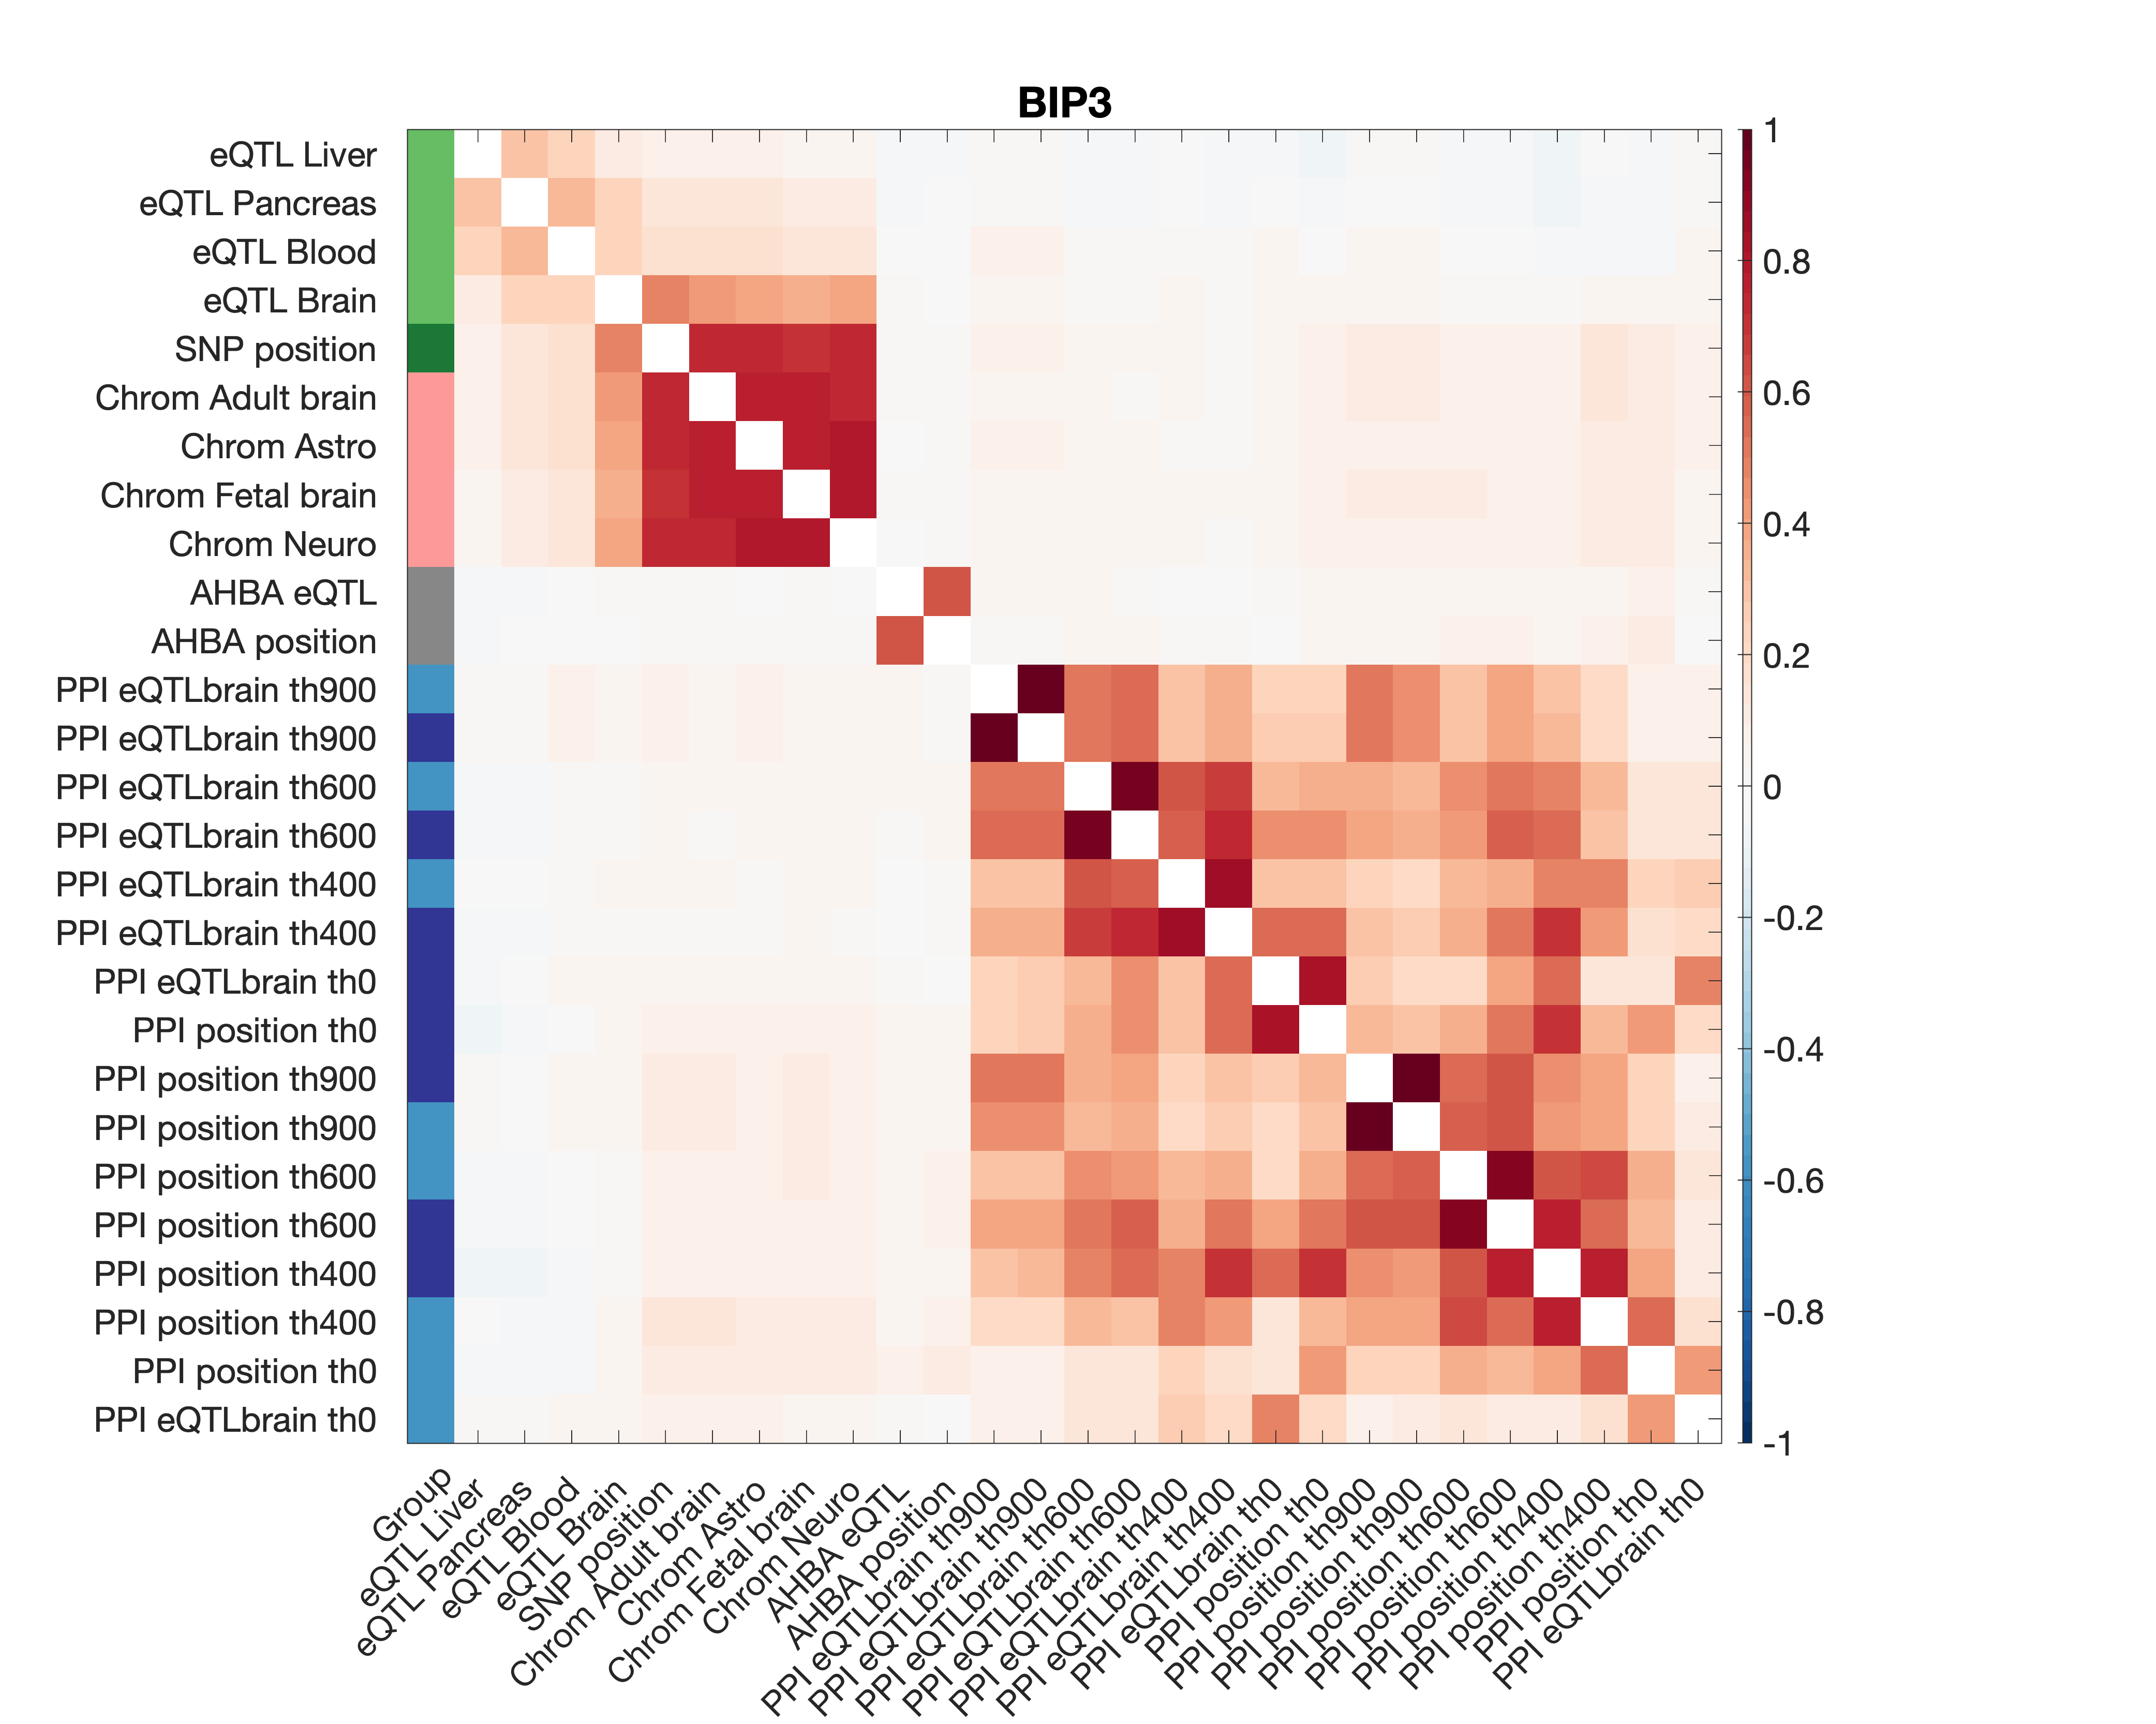 BIP3
eQTL Liver
eQTL Pancreas
eQTL Blood
eQTL Brain
SNP position
Chrom Adult brain
Chrom Astro
Chrom Fetal brain
Chrom Neuro
AHBA eQTL
AHBA position
PPI eQTLbrain th900
PPI eQTLbrain th900
PPI eQTLbrain th600
PPI eQTLbrain th600
PPI eQTLbrain th400
PPI eQTLbrain th400
PPI eQTLbrain th0
PPI position th0
PPI position th900
PPI position th900
PPI position th600
PPI position th600
PPI position th400
PPI position th400
PPI position th0
PPI eQTLbrain th0
1
0.8
0.6
0.4
0.2
0
-0.2
-0.4
-0.6
-0.8
-1
Group
eQTL Liver
eQTL Pancreas
eQTL Blood
eQTL Brain
SNP position
Chrom Adult brain
Chrom Astro
Chrom Fetal brain
Chrom Neuro
AHBA eQTL
AHBA position
PPI eQTLbrain th900
PPI eQTLbrain th900
PPI eQTLbrain th600
PPI eQTLbrain th600
PPI eQTLbrain th400
PPI eQTLbrain th400
PPI eQTLbrain th0
PPI position th0
PPI position th900
PPI position th900
PPI position th600
PPI position th600
PPI position th400
PPI position th400
PPI position th0
PPI eQTLbrain th0